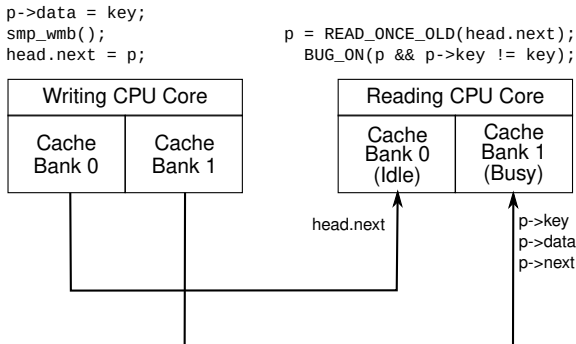 p->data = key;
smp_wmb();
head.next = p;
p = READ_ONCE_OLD(head.next);
BUG_ON(p && p->key != key);
Writing CPU Core
Cache
Bank 0
Cache
Bank 1
Reading CPU Core
Cache
Bank 0
(Idle)
Cache
Bank 1
(Busy)
head.next
p->key
p->data
p->next